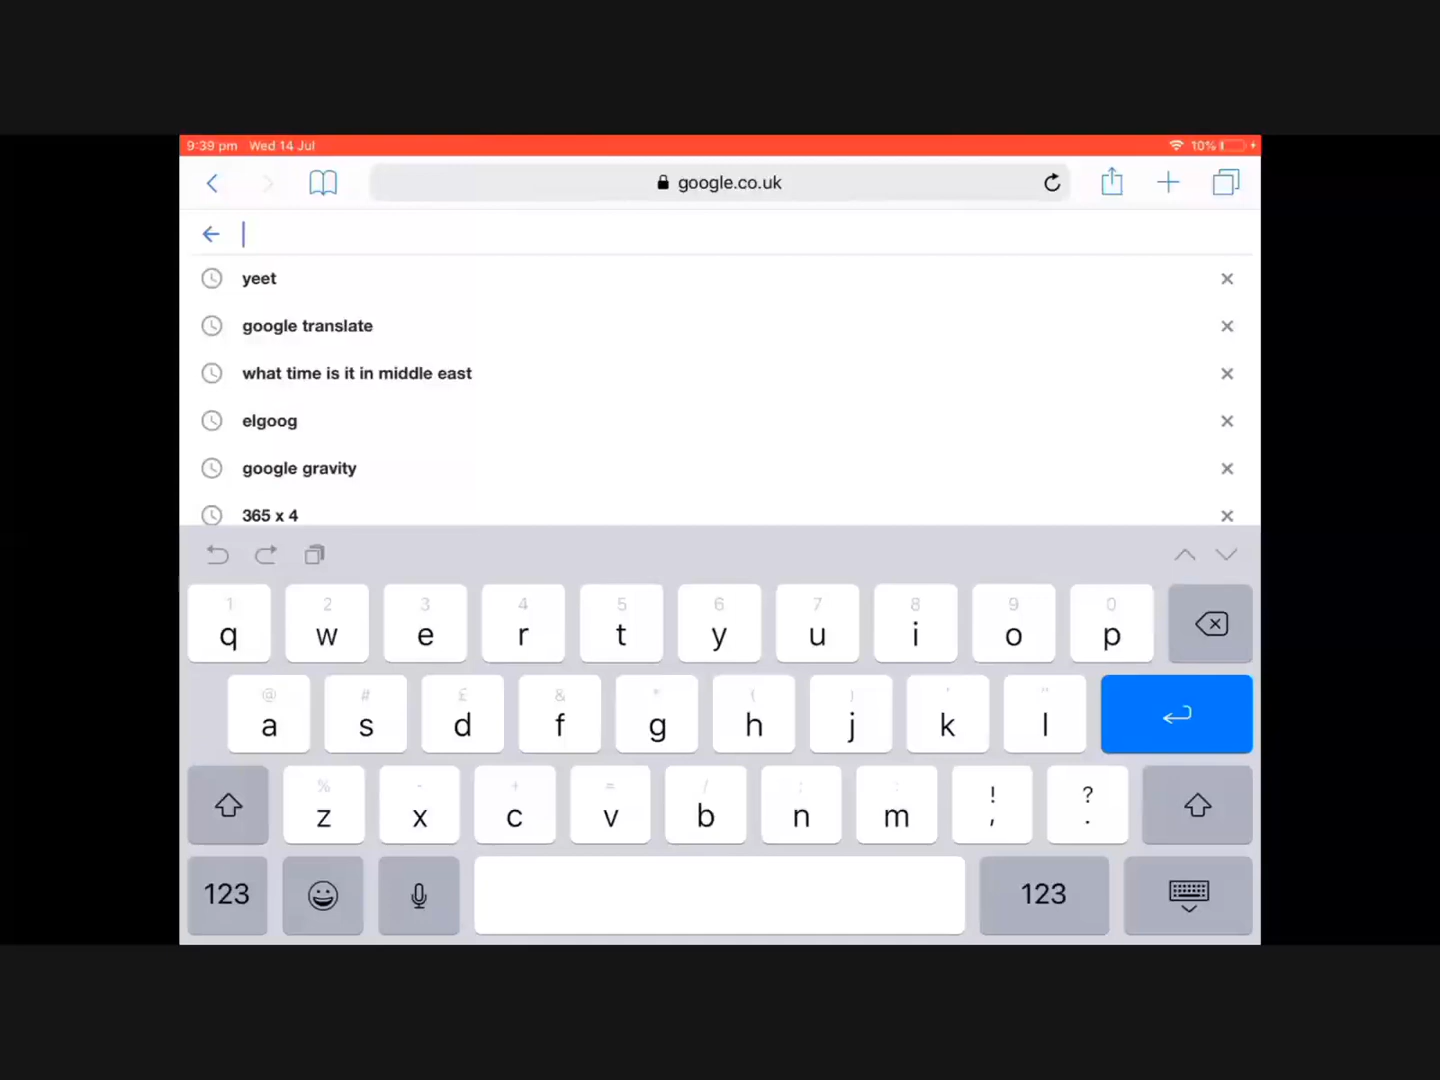 9:39 pm Wed 14 Jul 10%
google.co.uk
yeet
google translate
what time is it in middle east
elgoog
google gravity
365 x 4
1 2 3 4 5 6 7 8 9 0
q w e r t y u i o p
@ # £ & * ( ) ' "
a s d f g h j k l
% - + = / ; : ! ?
z x c v b n m , .
123 123